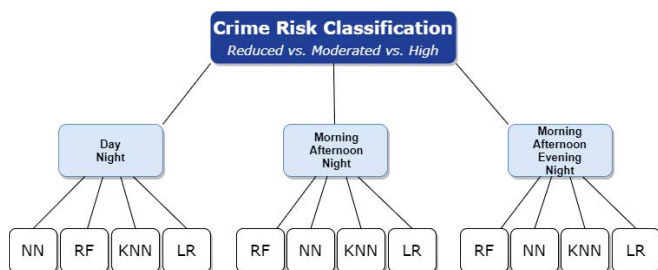 Crime Risk Classification
Reduced vs. Moderated vs. High
Day
Night
Morning
Afternoon
Night
Morning
Afternoon
Evening
Night
NN
RF
KNN
LR
RF
NN
KNN
LR
RF
NN
KNN
LR